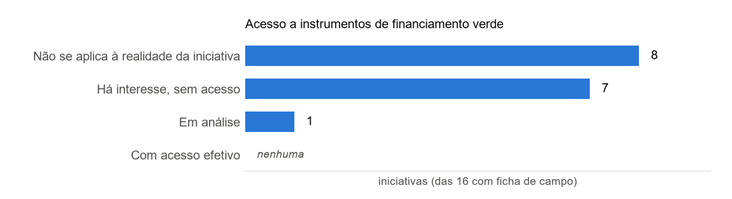 Acesso a instrumentos de financiamento verde
Não se aplica à realidade da iniciativa 8
Há interesse, sem acesso 7
Em análise 1
Com acesso efetivo nenhuma
iniciativas (das 16 com ficha de campo)